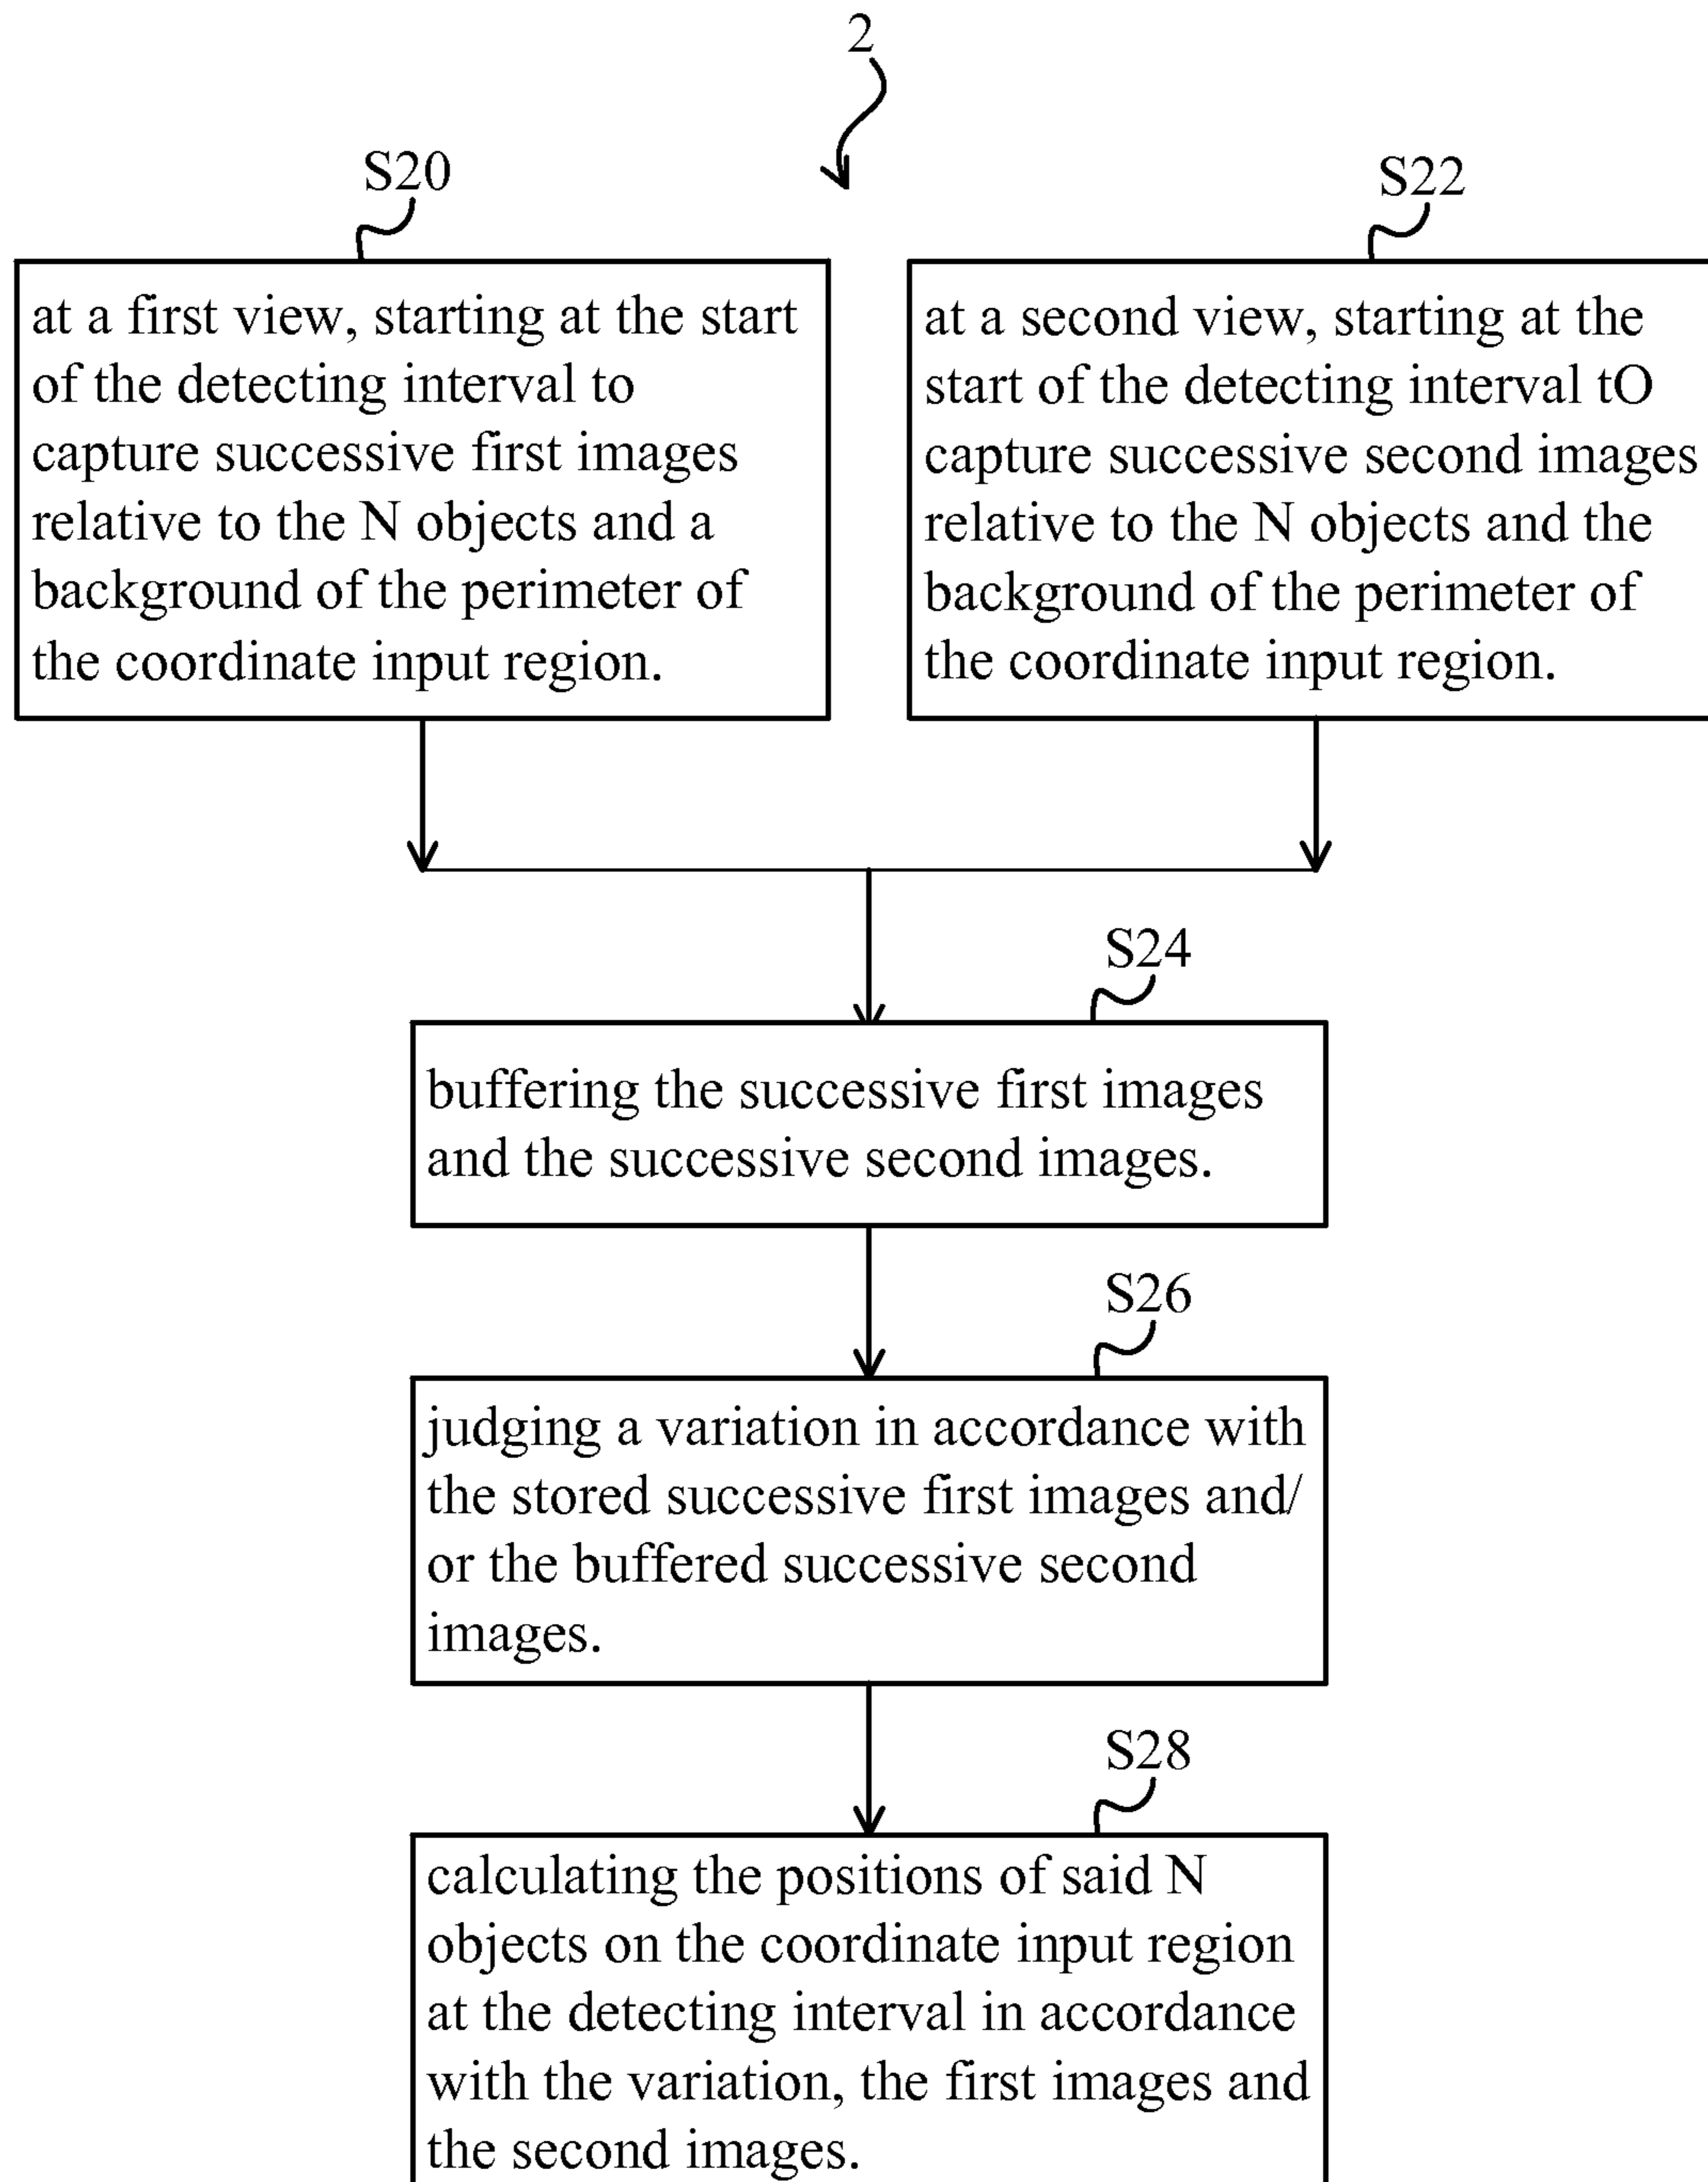 2
S20
at a first view, starting at the start
of the detecting interval to
capture successive first images
relative to the N objects and a
background of the perimeter of
the coordinate input region.
S22
at a second view, starting at the
start of the detecting interval tO
capture successive second images
relative to the N objects and the
background of the perimeter of
the coordinate input region.
S24
buffering the successive first images
and the successive second images.
S26
judging a variation in accordance with
the stored successive first images and/
or the buffered successive second
images.
S28
calculating the positions of said N
objects on the coordinate input region
at the detecting interval in accordance
with the variation, the first images and
the second images.